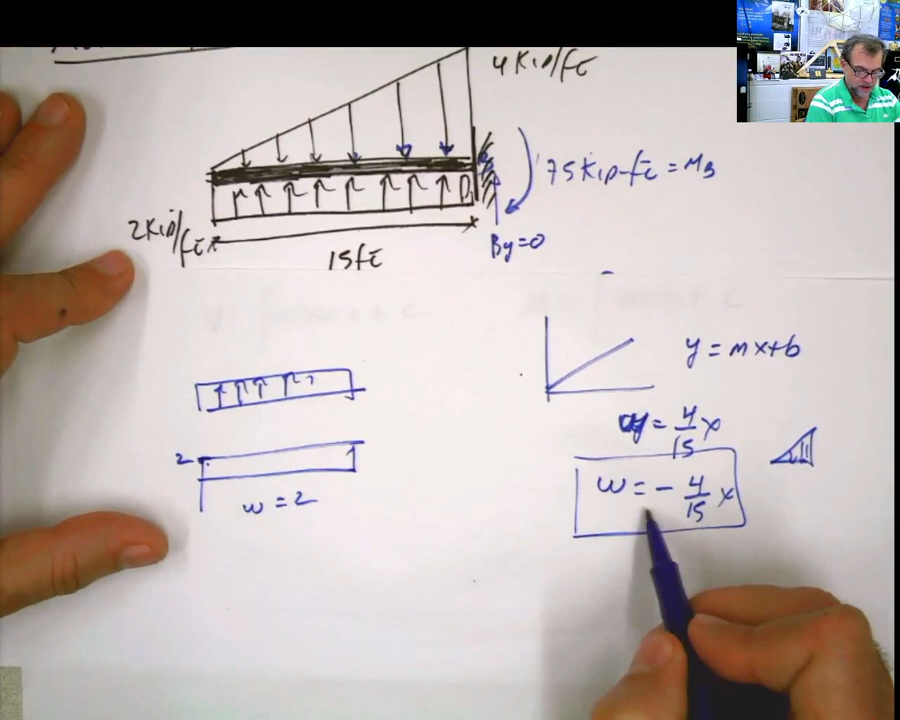 4 Kip/ft
75 Kip-ft = MB
2 Kip/ft
15 ft
By = 0
y = mx + b
y = 4/15 x
2
w = 2
w = - 4/15 x